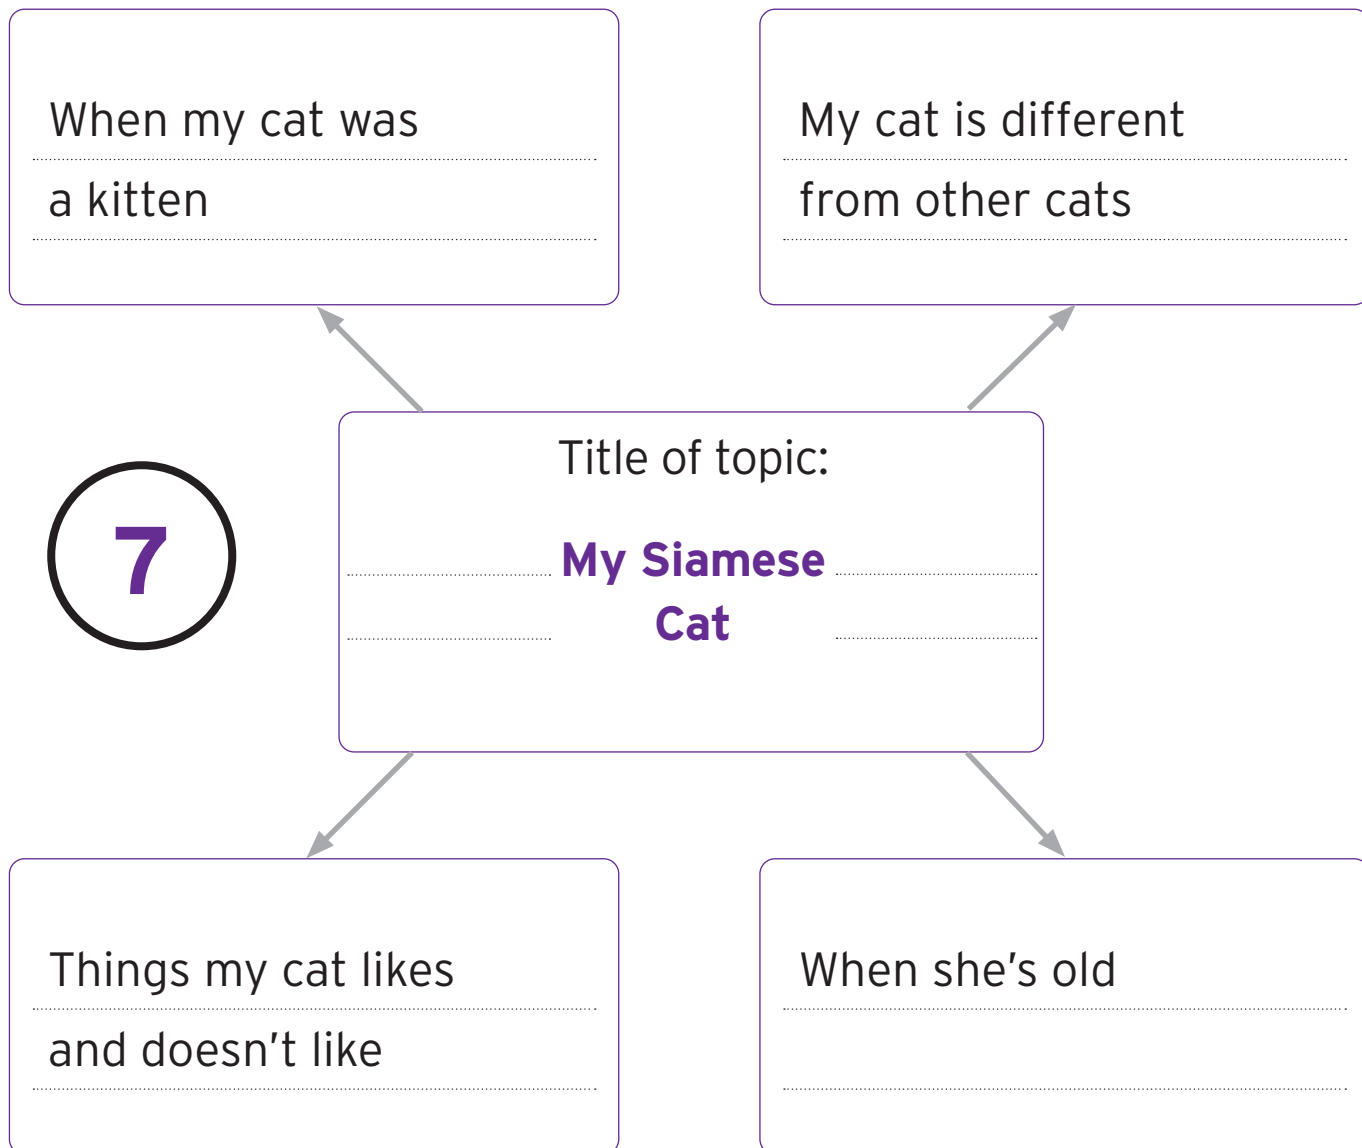 When my cat was
a kitten
My cat is different
from other cats
7
Title of topic:
My Siamese
Cat
Things my cat likes
and doesn't like
When she's old